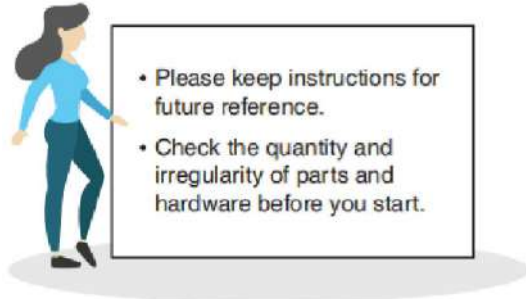 • Please keep instructions for
future reference.
• Check the quantity and
irregularity of parts and
hardware before you start.